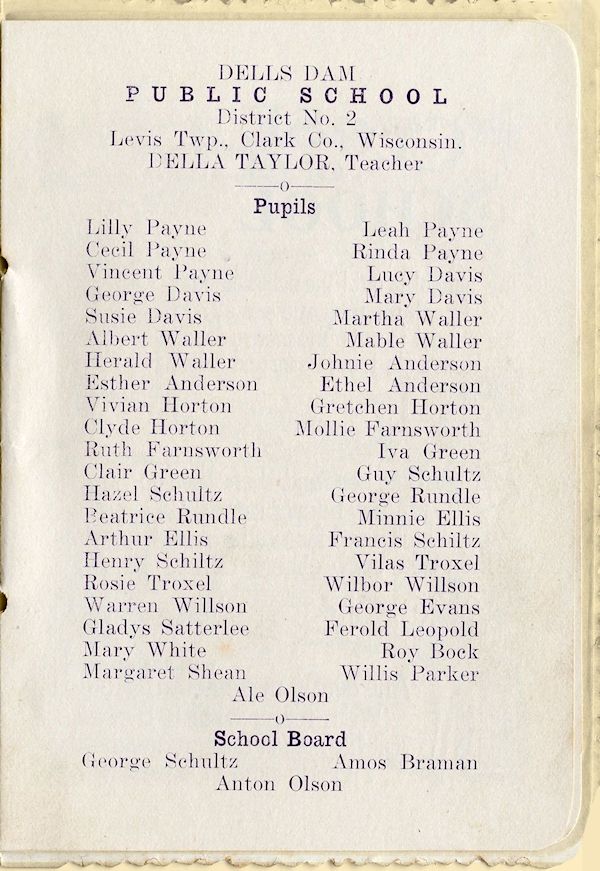 DELLS DAM
PUBLIC SCHOOL
District No. 2
Levis Twp., Clark Co., Wisconsin.
DELLA TAYLOR, Teacher
o
Pupils
Lilly Payne Leah Payne
Cecil Payne Rinda Payne
Vincent Payne Lucy Davis
George Davis Mary Davis
Susie Davis Martha Waller
Albert Waller Mable Waller
Herald Waller Johnie Anderson
Esther Anderson Ethel Anderson
Vivian Horton Gretchen Horton
Clyde Horton Mollie Farnsworth
Ruth Farnsworth Iva Green
Clair Green Guy Schultz
Hazel Schultz George Rundle
Beatrice Rundle Minnie Ellis
Arthur Ellis Francis Schiltz
Henry Schiltz Vilas Troxel
Rosie Troxel Wilbor Willson
Warren Willson George Evans
Gladys Satterlee Ferold Leopold
Mary White Roy Bock
Margaret Shean Willis Parker
Ale Olson
o
School Board
George Schultz Amos Braman
Anton Olson